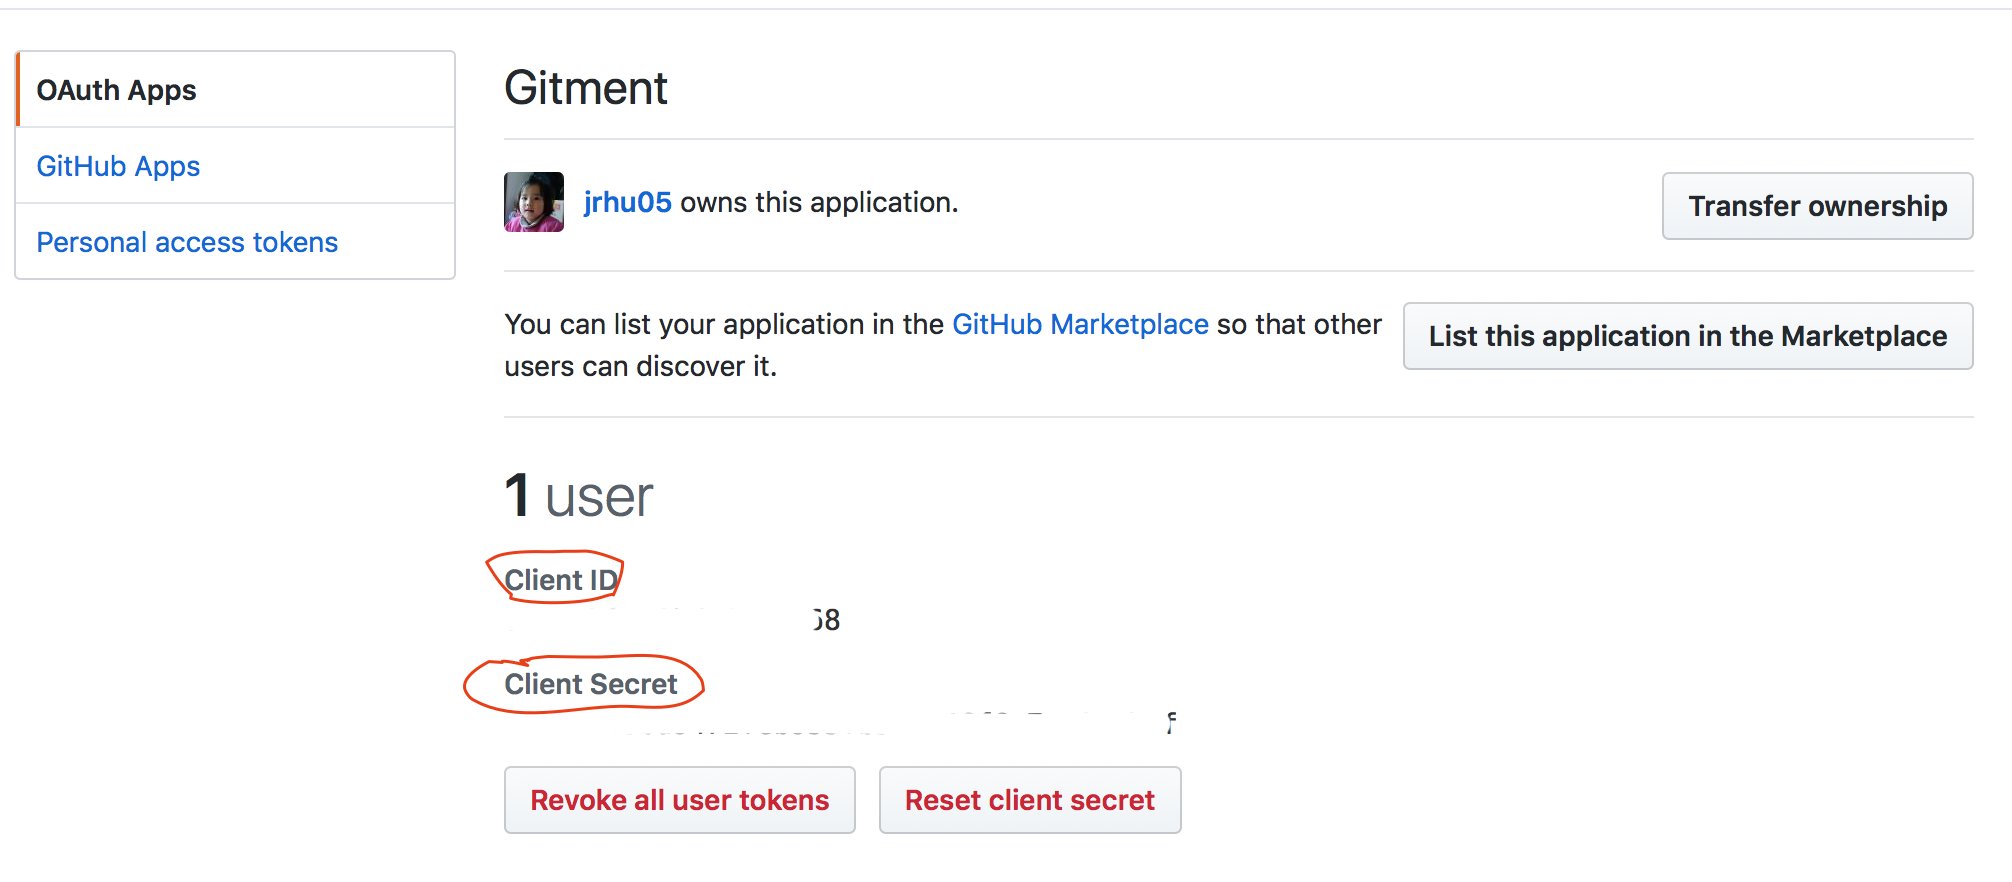 OAuth Apps
GitHub Apps
Personal access tokens
Gitment
jrhu05 owns this application.
Transfer ownership
You can list your application in the GitHub Marketplace so that other
users can discover it.
List this application in the Marketplace
1 user
Client ID
58
Client Secret
f
Revoke all user tokens
Reset client secret